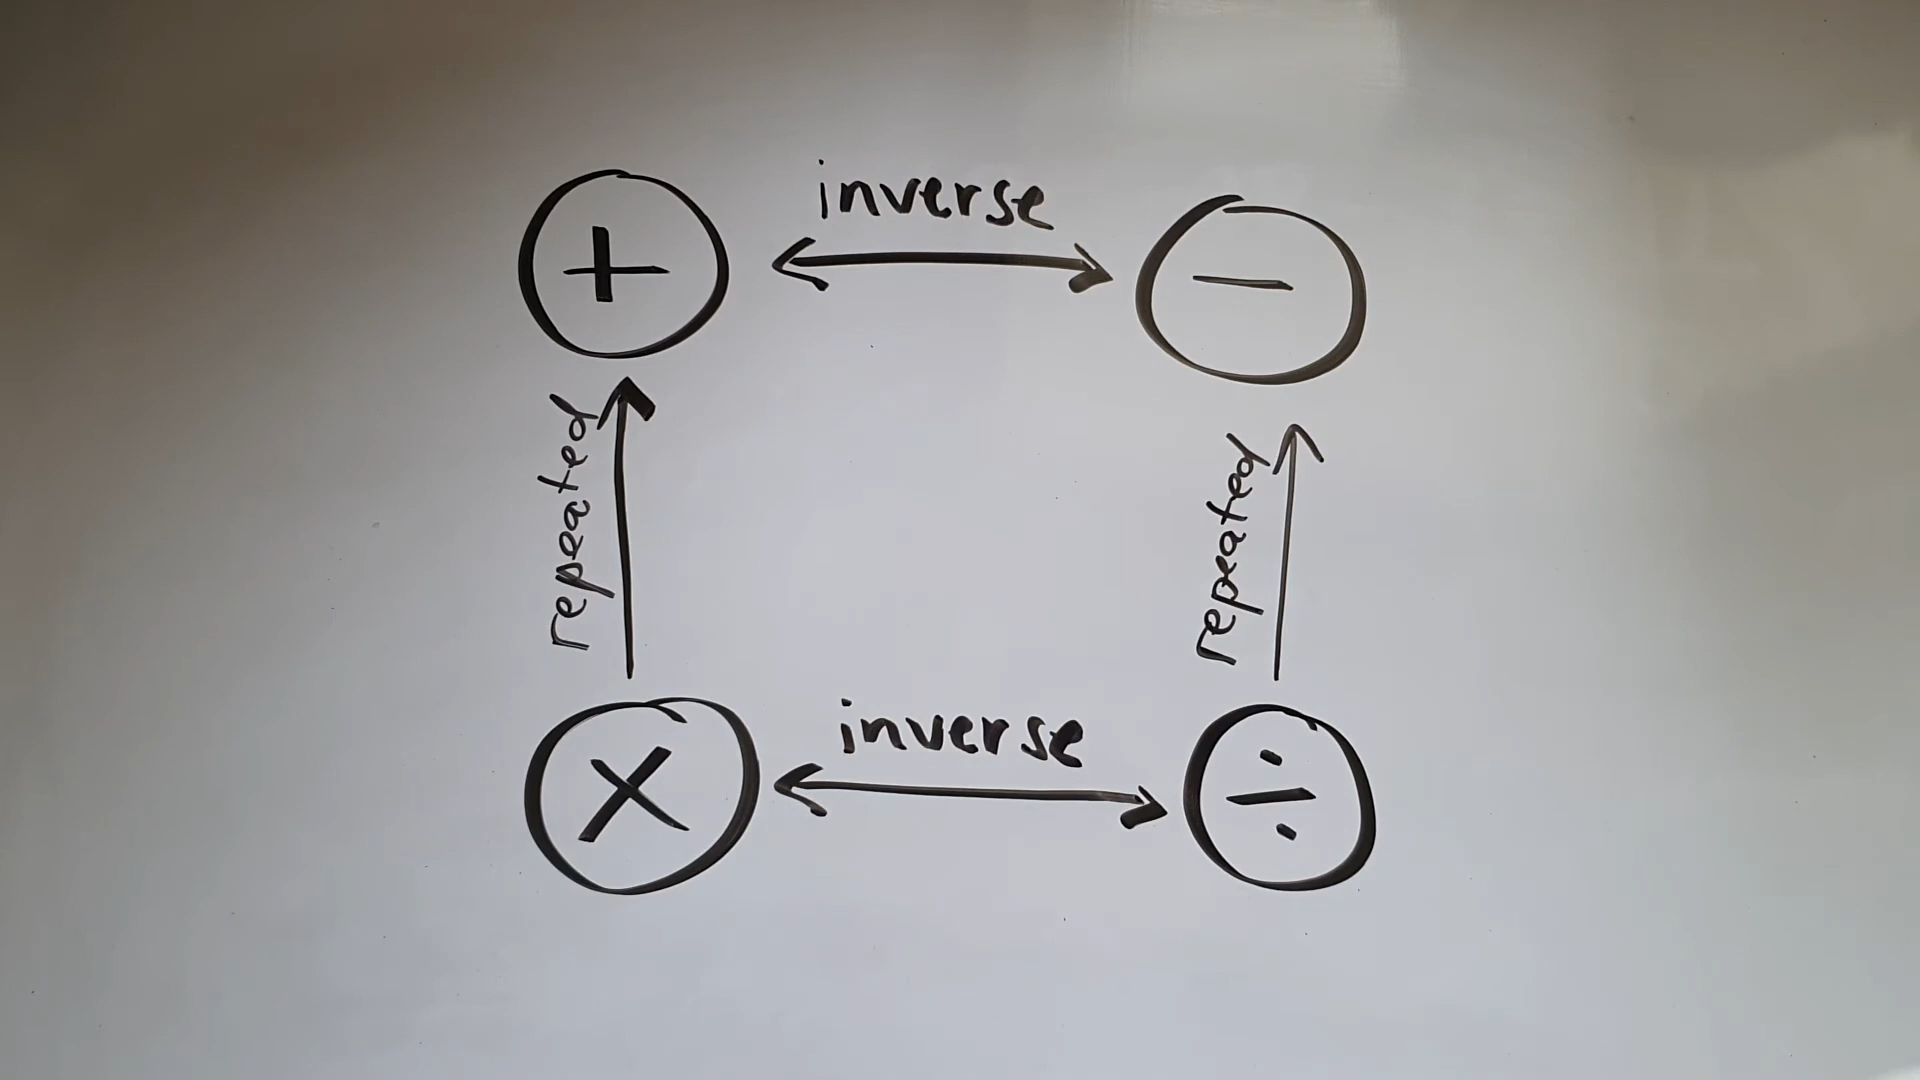 inverse
+ −
repeated repeated
inverse
× ÷